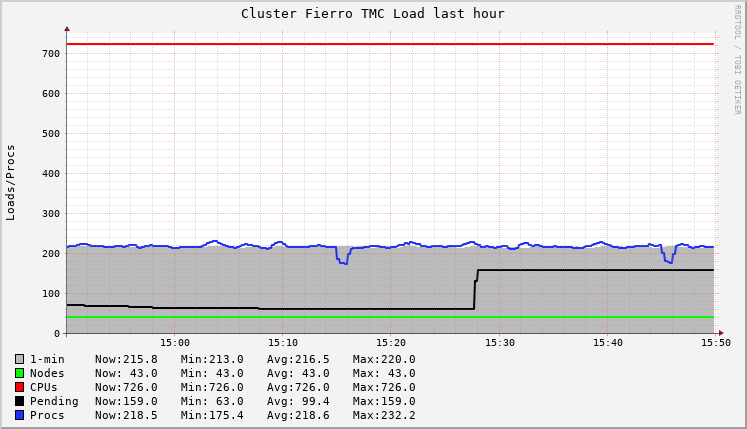 Cluster Fierro TMC Load last hour
RRDTOOL / TOBI OETIKER
Loads/Procs
700
600
500
400
300
200
100
0
15:00 15:10 15:20 15:30 15:40 15:50
1-min Now:215.8 Min:213.0 Avg:216.5 Max:220.0
Nodes Now: 43.0 Min: 43.0 Avg: 43.0 Max: 43.0
CPUs Now:726.0 Min:726.0 Avg:726.0 Max:726.0
Pending Now:159.0 Min: 63.0 Avg: 99.4 Max:159.0
Procs Now:218.5 Min:175.4 Avg:218.6 Max:232.2